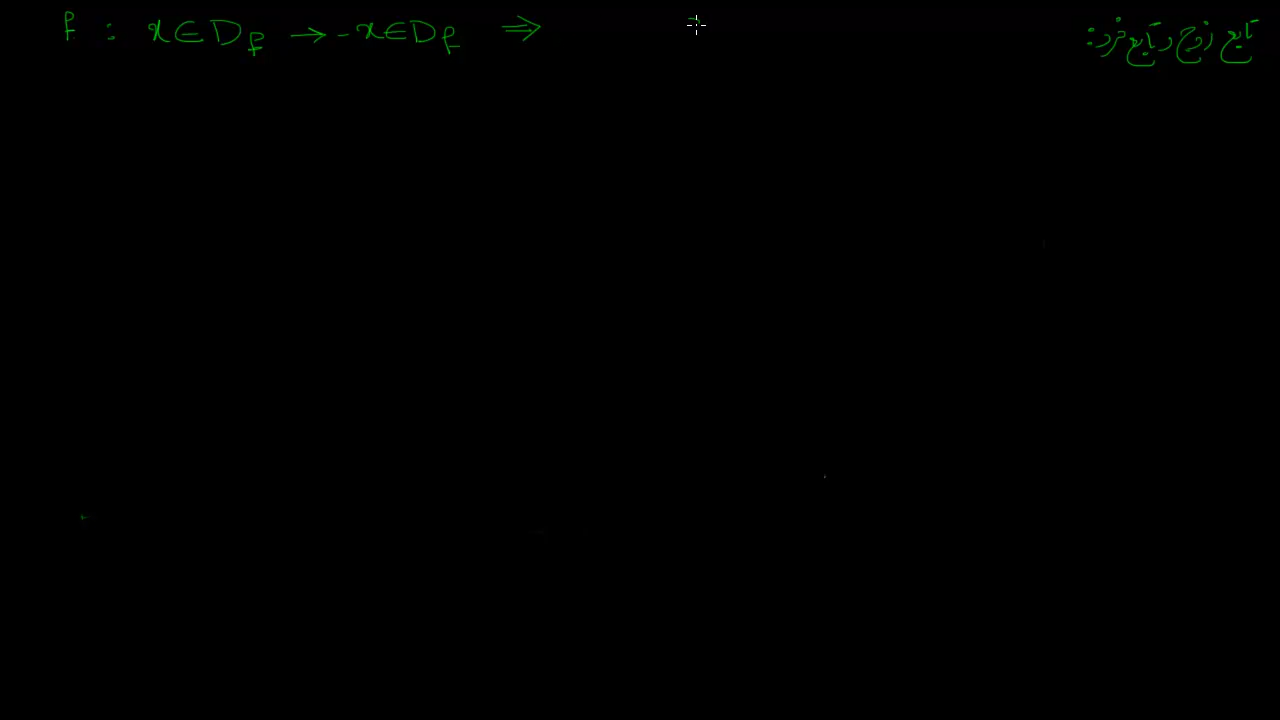 تابع زوج و تابع فرد:
f : x ∈ D_f → -x ∈ D_f ⇒